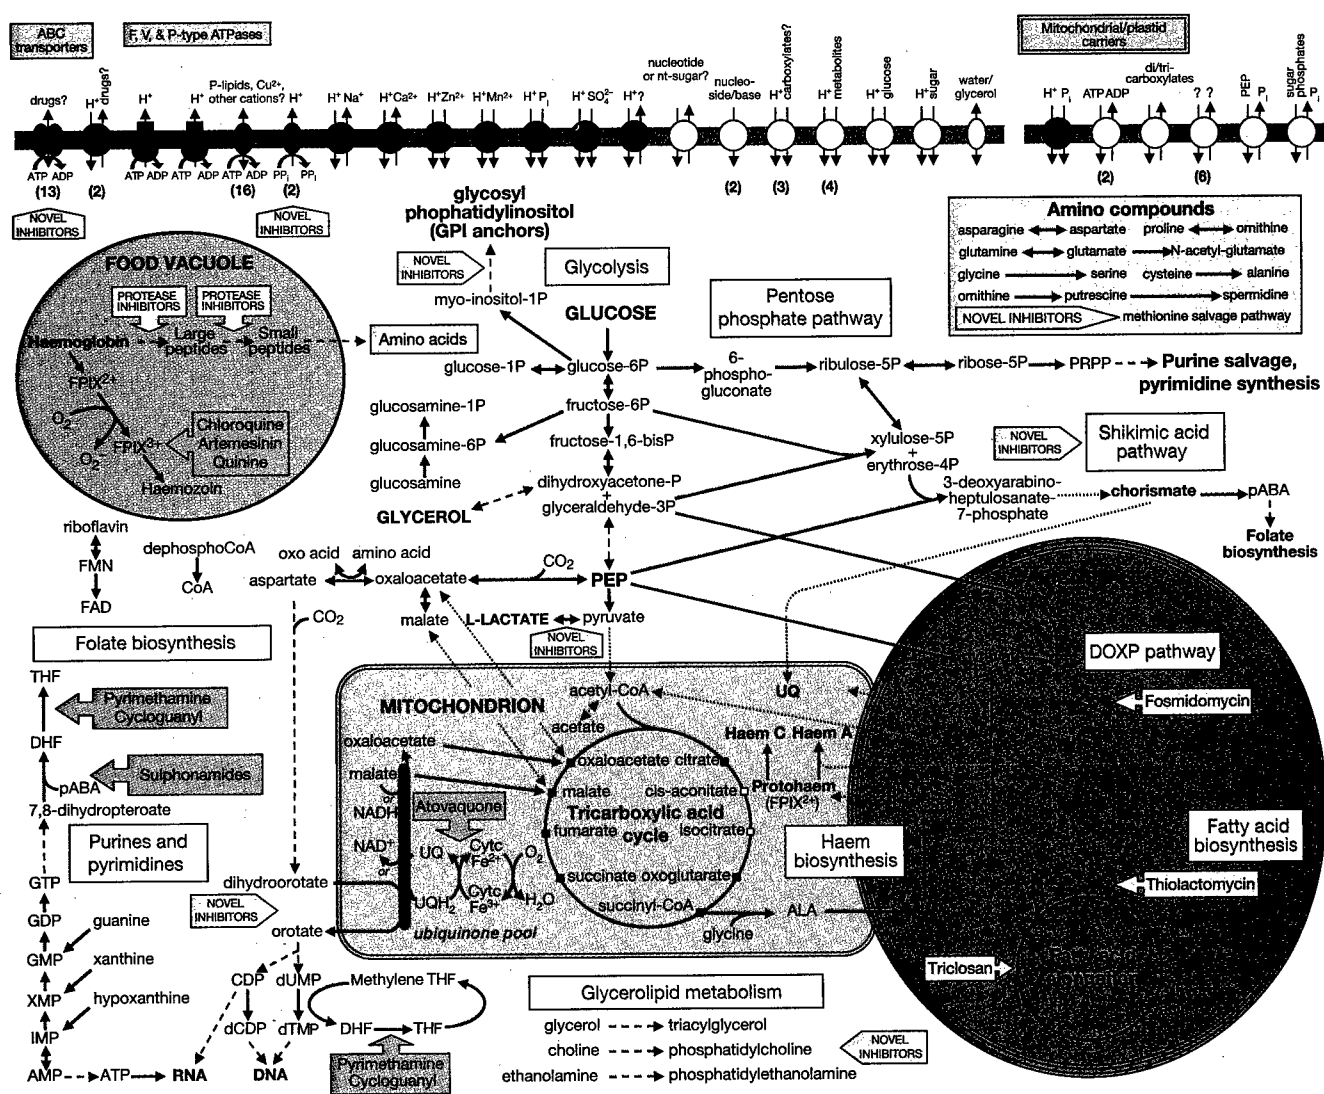 ABC
transporters
F, V, & P-type ATPases
Mitochondrial/plastid
carriers
drugs?
H+ drugs?
H+
H+
P-lipids, Cu2+,
other cations?
H+
H+ Na+
H+ Ca2+
H+ Zn2+
H+ Mn2+
H+ Pi
H+ SO42-
H+ ?
nucleotide
or nt-sugar?
nucleo-
side/base
H+ carboxylates?
H+ metabolites
H+ glucose
H+ sugar
water/
glycerol
H+ Pi
ATP ADP
di/tri-
carboxylates
? ?
PEP Pi
sugar
phosphates
Pi
ATP ADP
ATP ADP
ATP ADP
ATP ADP
PPi PPi
(13)
(2)
(16)
(2)
(2)
(3)
(4)
(2)
(6)
NOVEL
INHIBITORS
NOVEL
INHIBITORS
glycosyl
phophatidylinositol
(GPI anchors)
NOVEL
INHIBITORS
myo-inositol-1P
Glycolysis
GLUCOSE
Pentose
phosphate pathway
Amino compounds
asparagine aspartate proline ornithine
glutamine glutamate N-acetyl-glutamate
glycine serine cysteine alanine
ornithine putrescine spermidine
NOVEL INHIBITORS methionine salvage pathway
FOOD VACUOLE
PROTEASE
INHIBITORS
PROTEASE
INHIBITORS
Haemoglobin
Large
peptides
Small
peptides
Amino acids
FPIX2+
O2
O2-
FPIX3+
Chloroquine
Artemesinin
Quinine
Haemozoin
glucose-1P glucose-6P
6-
phospho-
gluconate
ribulose-5P ribose-5P PRPP
Purine salvage,
pyrimidine synthesis
glucosamine-1P
fructose-6P
glucosamine-6P
fructose-1,6-bisP
glucosamine
dihydroxyacetone-P
+
glyceraldehyde-3P
GLYCEROL
xylulose-5P
+
erythrose-4P
NOVEL
INHIBITORS
Shikimic acid
pathway
3-deoxyarabino-
heptulosanate-
7-phosphate
chorismate
pABA
Folate
biosynthesis
riboflavin
FMN
FAD
dephosphoCoA
CoA
oxo acid amino acid
aspartate oxaloacetate
CO2
PEP
CO2
malate
L-LACTATE pyruvate
NOVEL
INHIBITORS
Folate biosynthesis
THF
Pyrimethamine
Cycloguanyl
DHF
pABA
Sulphonamides
7,8-dihydropteroate
Purines and
pyrimidines
GTP
GDP
guanine
GMP
xanthine
XMP
hypoxanthine
IMP
AMP ATP RNA DNA
dihydroorotate
NOVEL
INHIBITORS
orotate
CDP dUMP
dCDP dTMP
Methylene THF
DHF THF
Pyrimethamine
Cycloguanyl
MITOCHONDRION
acetyl-CoA
acetate
UQ
oxaloacetate
malate
or
NADH
NAD+
or
Atovaquone
UQ
UQH2
Cytc
Fe2+
Cytc
Fe3+
O2
H2O
ubiquinone pool
oxaloacetate citrate
malate cis-aconitate
Tricarboxylic acid
cycle
fumarate isocitrate
succinate oxoglutarate
succinyl-CoA
glycine
ALA
Haem C Haem A
Protohaem
(FPIX2+)
Haem
biosynthesis
DOXP pathway
Fosmidomycin
Fatty acid
biosynthesis
Thiolactomycin
Triclosan
Glycerolipid metabolism
glycerol triacylglycerol
choline phosphatidylcholine
ethanolamine phosphatidylethanolamine
NOVEL
INHIBITORS